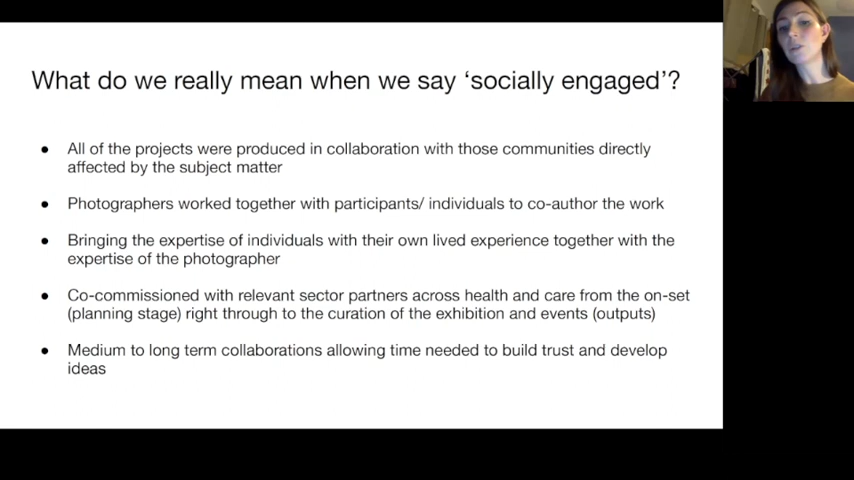 What do we really mean when we say ‘socially engaged’?
● All of the projects were produced in collaboration with those communities directly
affected by the subject matter
● Photographers worked together with participants/ individuals to co-author the work
● Bringing the expertise of individuals with their own lived experience together with the
expertise of the photographer
● Co-commissioned with relevant sector partners across health and care from the on-set
(planning stage) right through to the curation of the exhibition and events (outputs)
● Medium to long term collaborations allowing time needed to build trust and develop
ideas